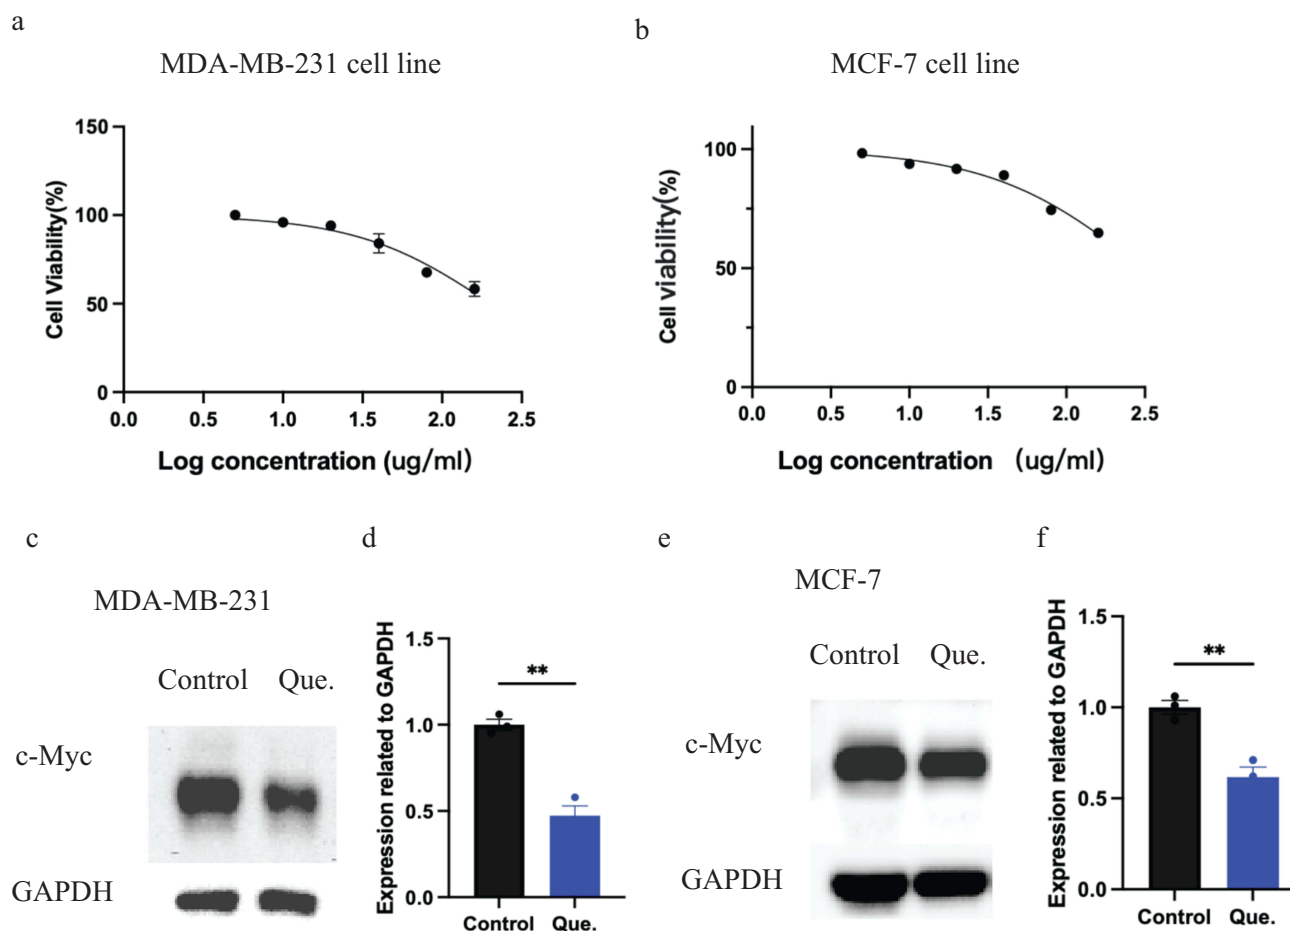 a
MDA-MB-231 cell line
150
100
50
0
0.0 0.5 1.0 1.5 2.0 2.5
Cell Viability(%)
Log concentration (ug/ml)
b
MCF-7 cell line
100
50
0
0.0 0.5 1.0 1.5 2.0 2.5
Cell viability(%)
Log concentration (ug/ml)
c
MDA-MB-231
Control Que.
c-Myc
GAPDH
d
Expression related to GAPDH
1.5
1.0
0.5
0.0
**
Control Que.
e
MCF-7
Control Que.
c-Myc
GAPDH
f
Expression related to GAPDH
1.5
1.0
0.5
0.0
**
Control Que.